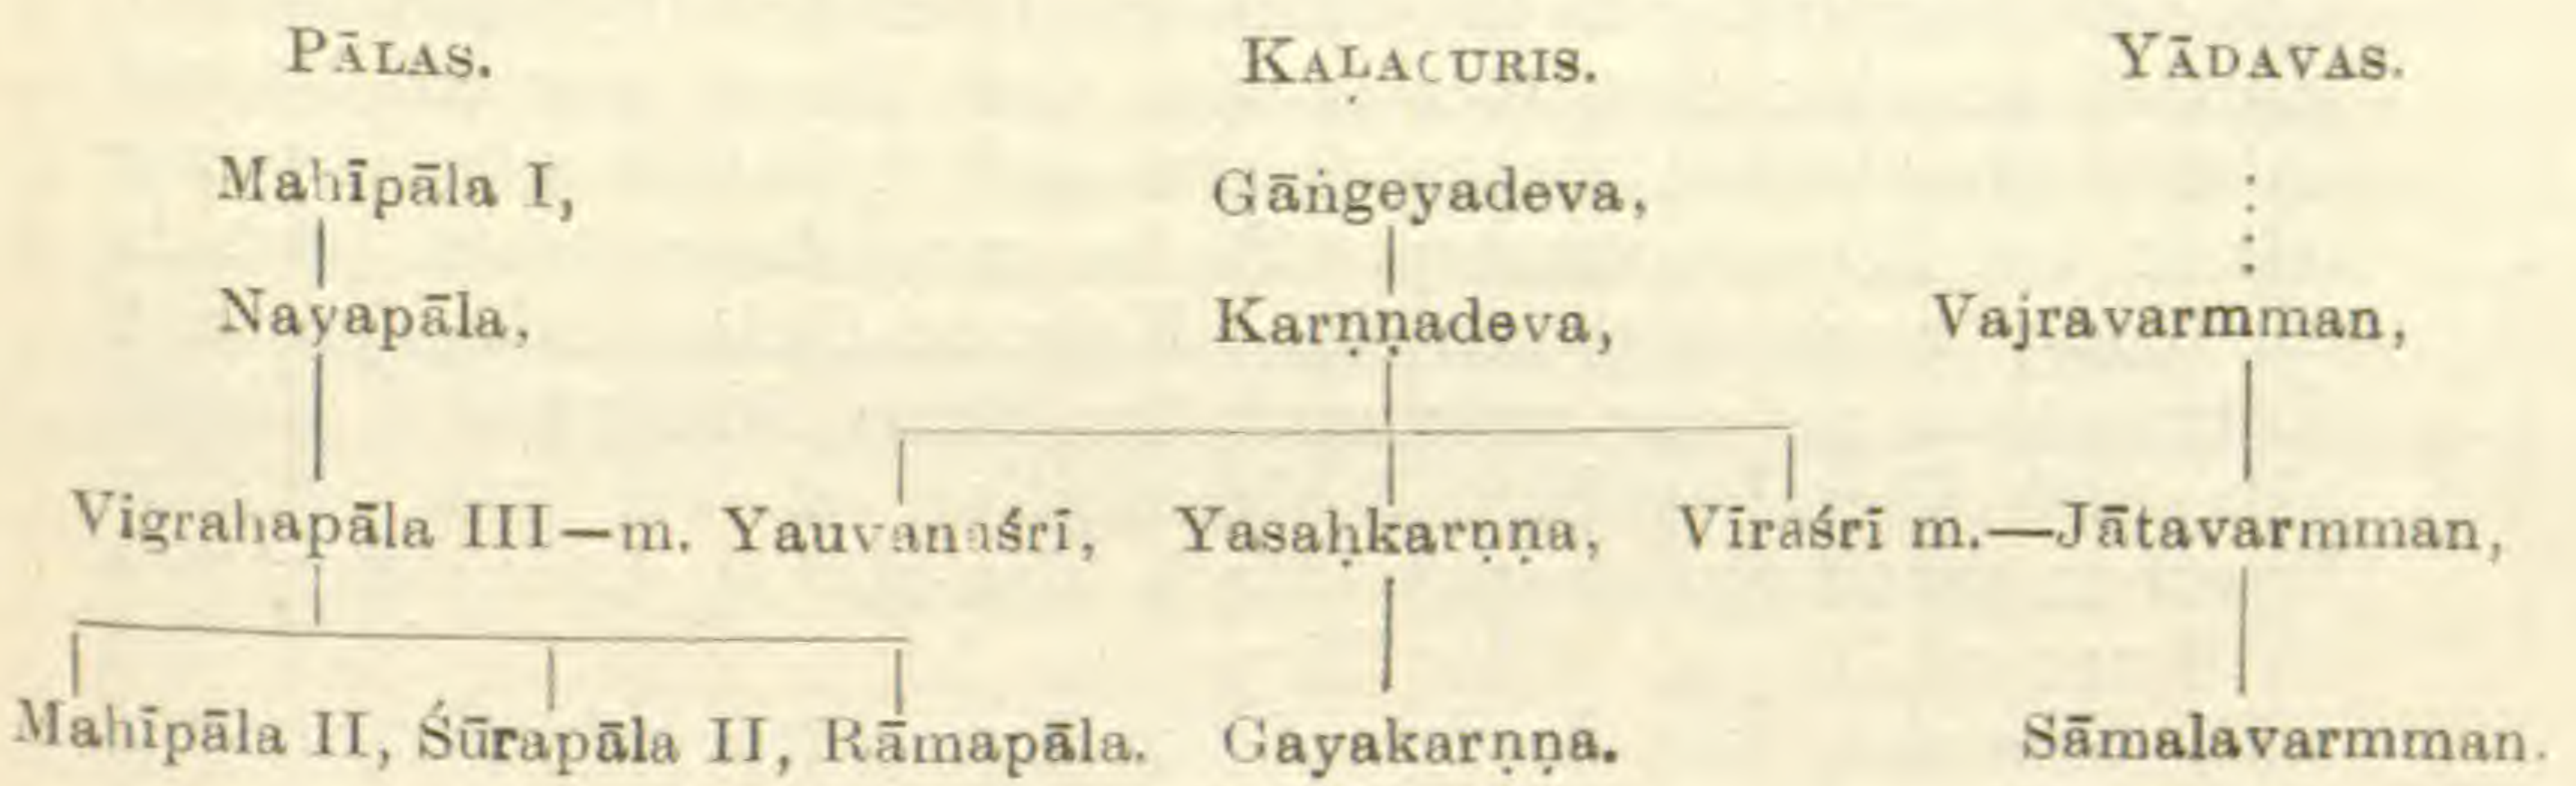 PĀLAS. KAḶACURIS. YĀDAVAS.
Mahīpāla I, Gāṅgeyadeva,
Nayapāla, Karṇṇadeva, Vajravarmman,
Vigrahapāla III—m. Yauvanaśrī, Yasaḥkarṇṇa, Vīraśrī m.—Jātavarmman,
Mahīpāla II, Śūrapāla II, Rāmapāla. Gayakarṇṇa. Sāmalavarmman.